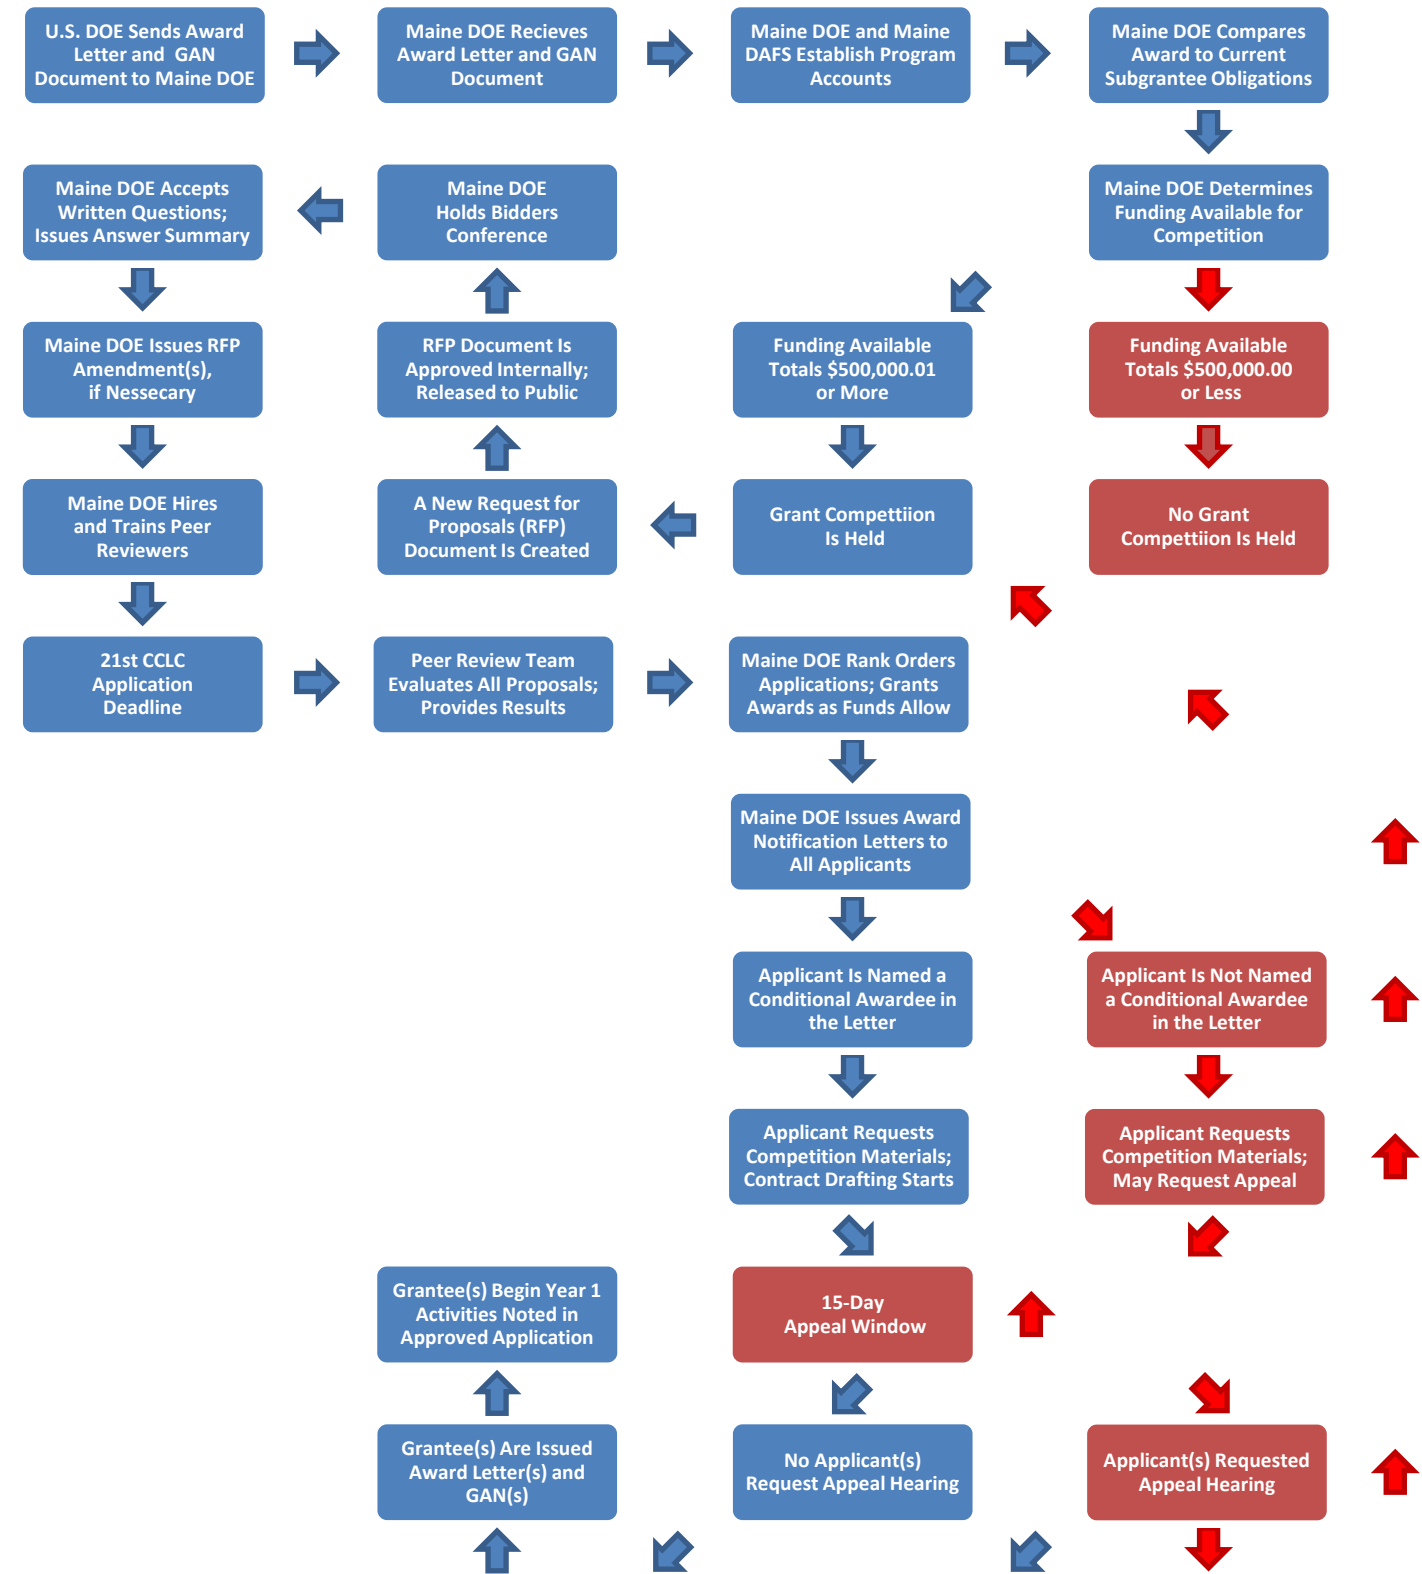 U.S. DOE Sends Award
Letter and GAN
Document to Maine DOE
Maine DOE Recieves
Award Letter and GAN
Document
Maine DOE and Maine
DAFS Establish Program
Accounts
Maine DOE Compares
Award to Current
Subgrantee Obligations
Maine DOE Accepts
Written Questions;
Issues Answer Summary
Maine DOE
Holds Bidders
Conference
Maine DOE Determines
Funding Available for
Competition
Maine DOE Issues RFP
Amendment(s),
if Nessecary
RFP Document Is
Approved Internally;
Released to Public
Funding Available
Totals $500,000.01
or More
Funding Available
Totals $500,000.00
or Less
Maine DOE Hires
and Trains Peer
Reviewers
A New Request for
Proposals (RFP)
Document Is Created
Grant Compettiion
Is Held
No Grant
Compettiion Is Held
21st CCLC
Application
Deadline
Peer Review Team
Evaluates All Proposals;
Provides Results
Maine DOE Rank Orders
Applications; Grants
Awards as Funds Allow
Maine DOE Issues Award
Notification Letters to
All Applicants
Applicant Is Named a
Conditional Awardee in
the Letter
Applicant Is Not Named
a Conditional Awardee
in the Letter
Applicant Requests
Competition Materials;
Contract Drafting Starts
Applicant Requests
Competition Materials;
May Request Appeal
Grantee(s) Begin Year 1
Activities Noted in
Approved Application
15-Day
Appeal Window
Grantee(s) Are Issued
Award Letter(s) and
GAN(s)
No Applicant(s)
Request Appeal Hearing
Applicant(s) Requested
Appeal Hearing